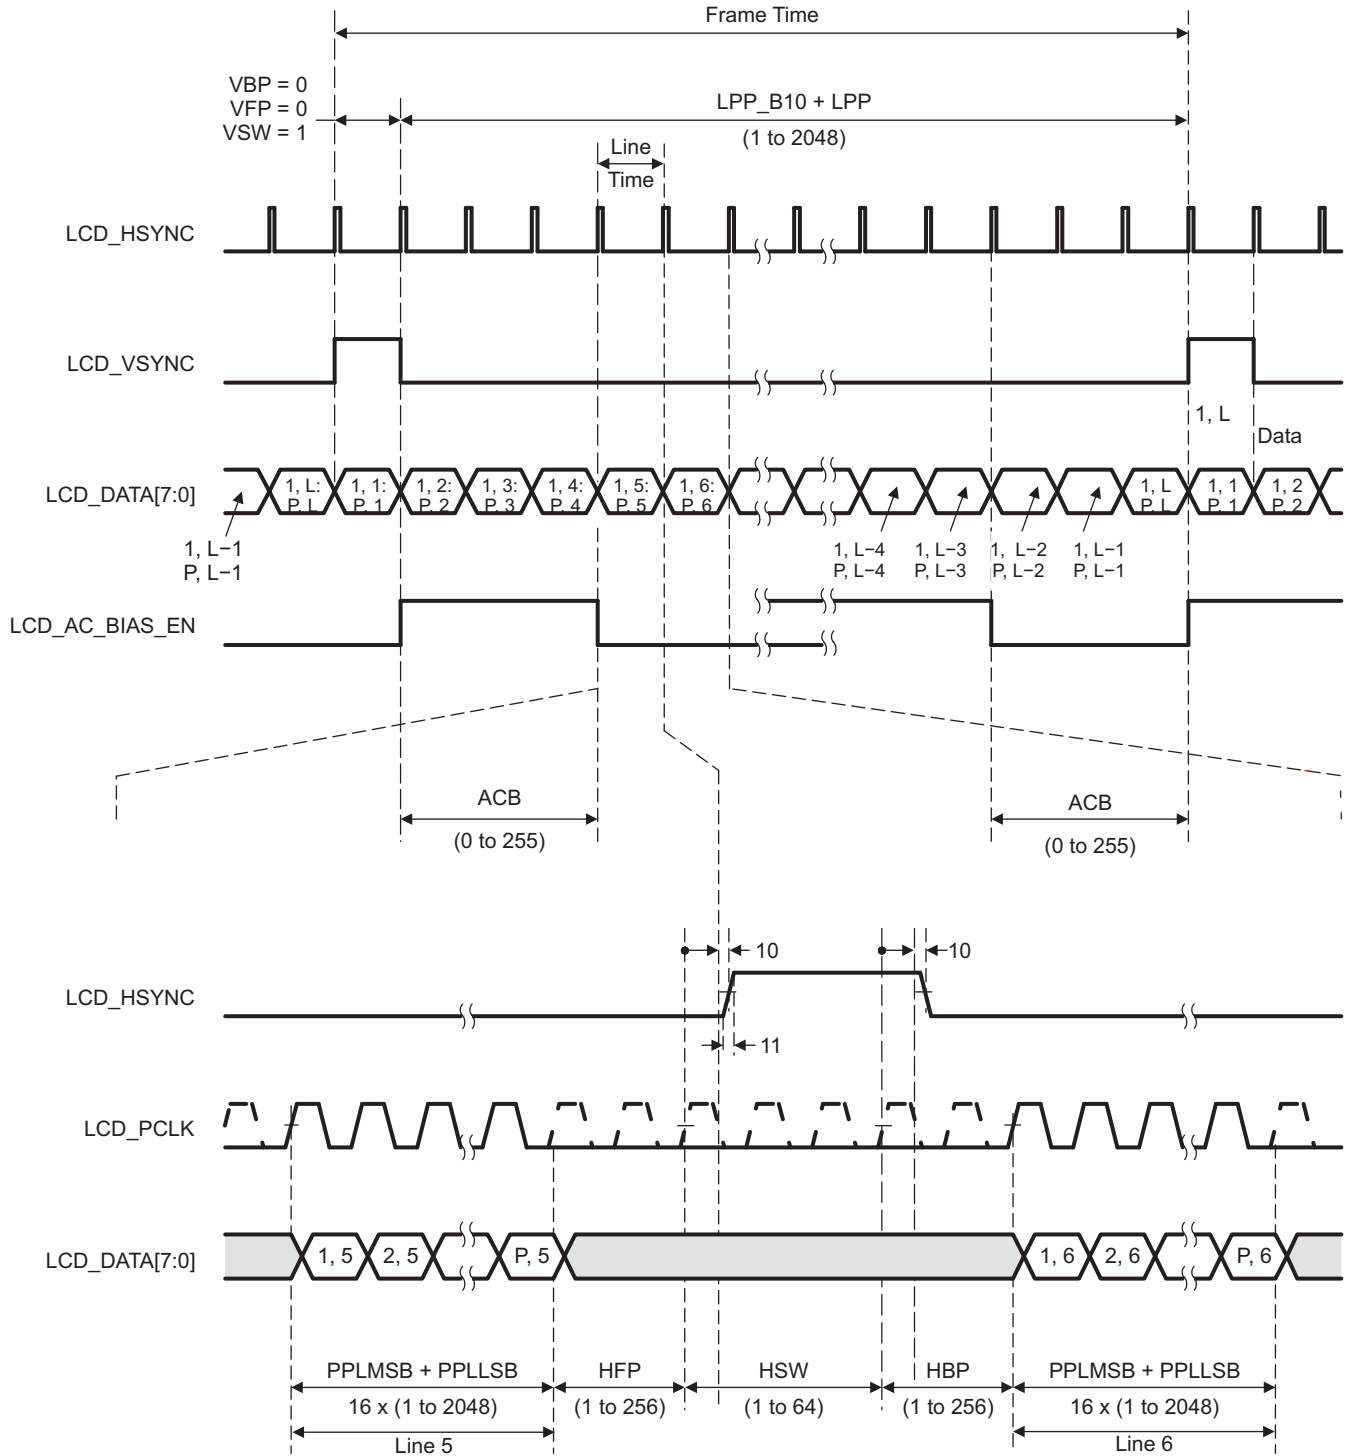 Frame Time
VBP = 0
VFP = 0
VSW = 1
LPP_B10 + LPP
(1 to 2048)
Line
Time
LCD_HSYNC
LCD_VSYNC
1, L
Data
LCD_DATA[7:0]
1, L: 1, 1: 1, 2: 1, 3: 1, 4: 1, 5: 1, 6: 1, L 1, 1 1, 2
P, L P, 1 P, 2 P, 3 P, 4 P, 5 P, 6 P, L P, 1 P, 2
1, L−1
P, L−1
1, L−4 1, L−3 1, L−2 1, L−1
P, L−4 P, L−3 P, L−2 P, L−1
LCD_AC_BIAS_EN
ACB
(0 to 255)
ACB
(0 to 255)
10
10
LCD_HSYNC
11
LCD_PCLK
LCD_DATA[7:0]
1, 5 2, 5 P, 5 1, 6 2, 6 P, 6
PPLMSB + PPLLSB HFP HSW HBP PPLMSB + PPLLSB
16 x (1 to 2048) (1 to 256) (1 to 64) (1 to 256) 16 x (1 to 2048)
Line 5 Line 6